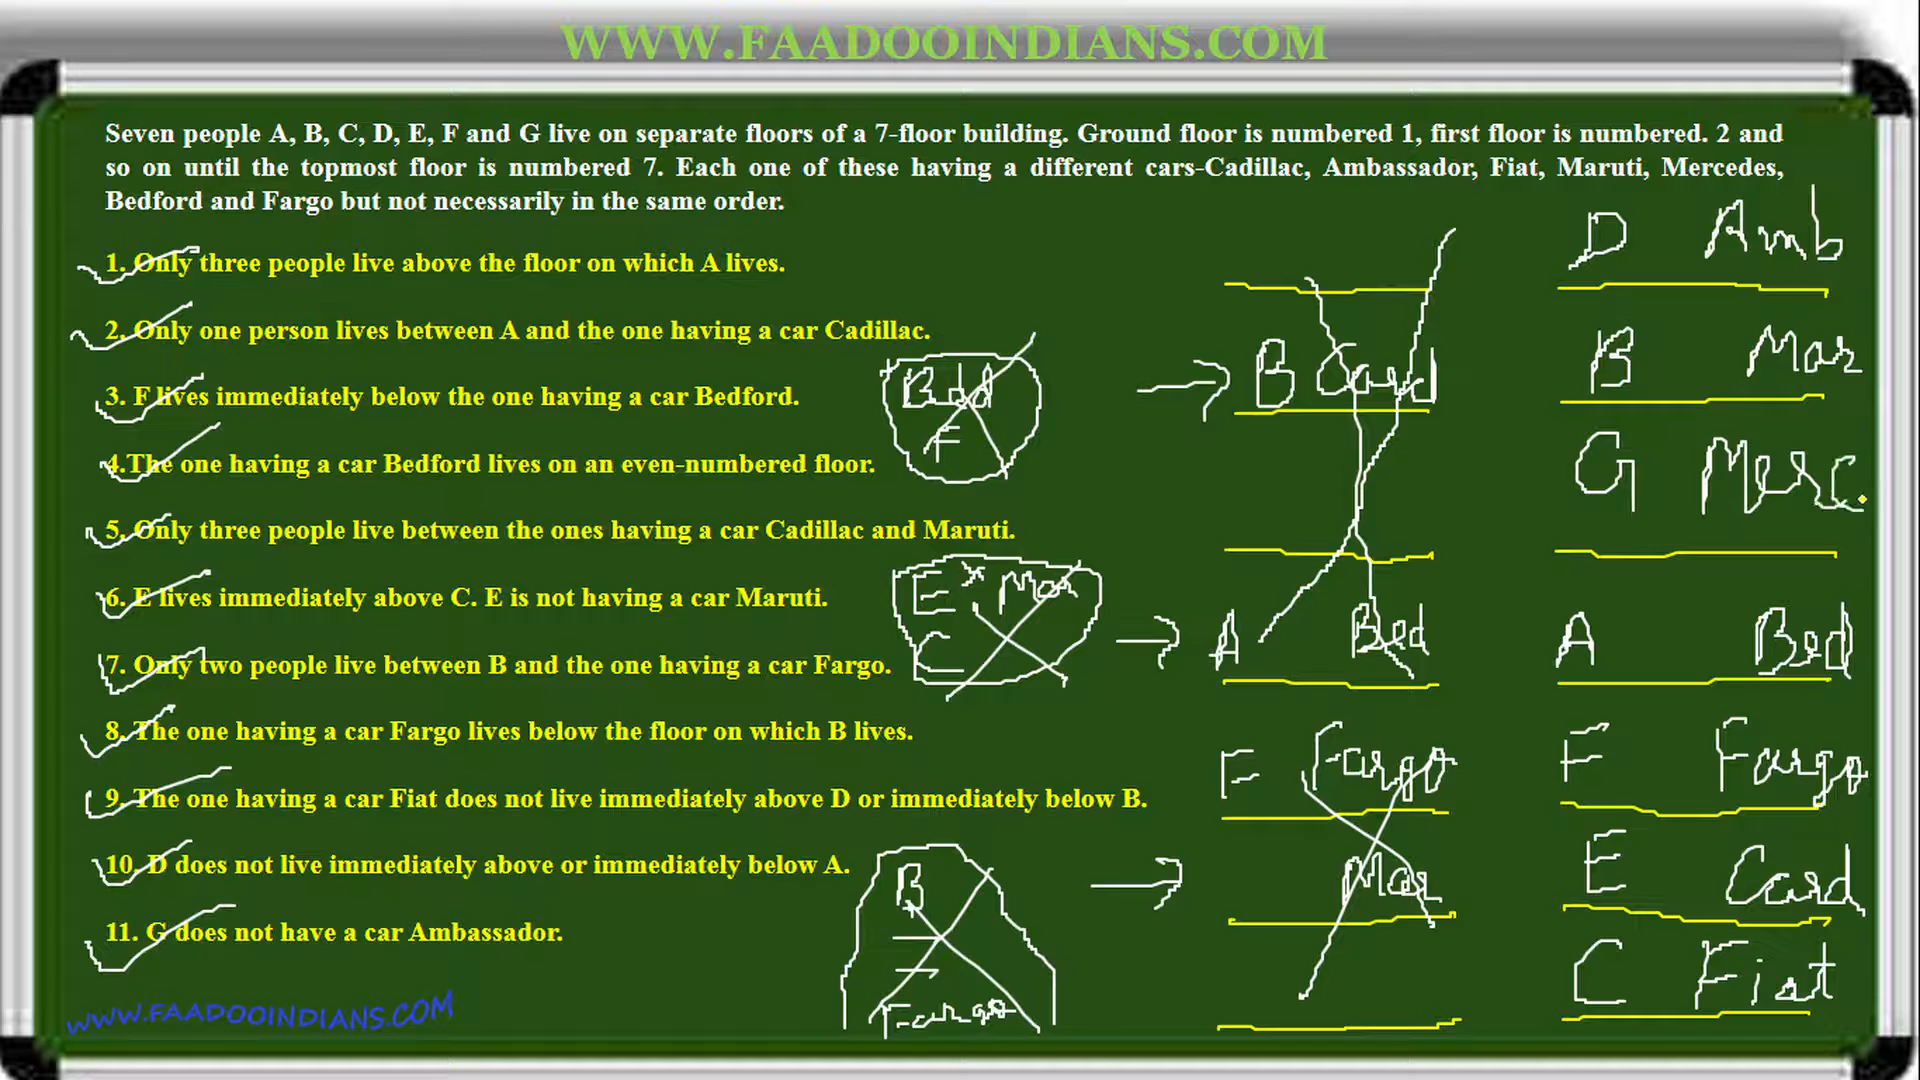 WWW.FAADOOINDIANS.COM
Seven people A, B, C, D, E, F and G live on separate floors of a 7-floor building. Ground floor is numbered 1, first floor is numbered. 2 and
so on until the topmost floor is numbered 7. Each one of these having a different cars-Cadillac, Ambassador, Fiat, Maruti, Mercedes,
Bedford and Fargo but not necessarily in the same order.
1. Only three people live above the floor on which A lives.
2. Only one person lives between A and the one having a car Cadillac.
3. F lives immediately below the one having a car Bedford.
4.The one having a car Bedford lives on an even-numbered floor.
5. Only three people live between the ones having a car Cadillac and Maruti.
6. E lives immediately above C. E is not having a car Maruti.
7. Only two people live between B and the one having a car Fargo.
8. The one having a car Fargo lives below the floor on which B lives.
9. The one having a car Fiat does not live immediately above D or immediately below B.
10. D does not live immediately above or immediately below A.
11. G does not have a car Ambassador.
WWW.FAADOOINDIANS.COM
F
E × Mar
C
B
Fargo
B Card
A Bed
F Fargo
Mar
D Amb
B Mar
G Merc
A Bed
F Fargo
E Card
C Fiat